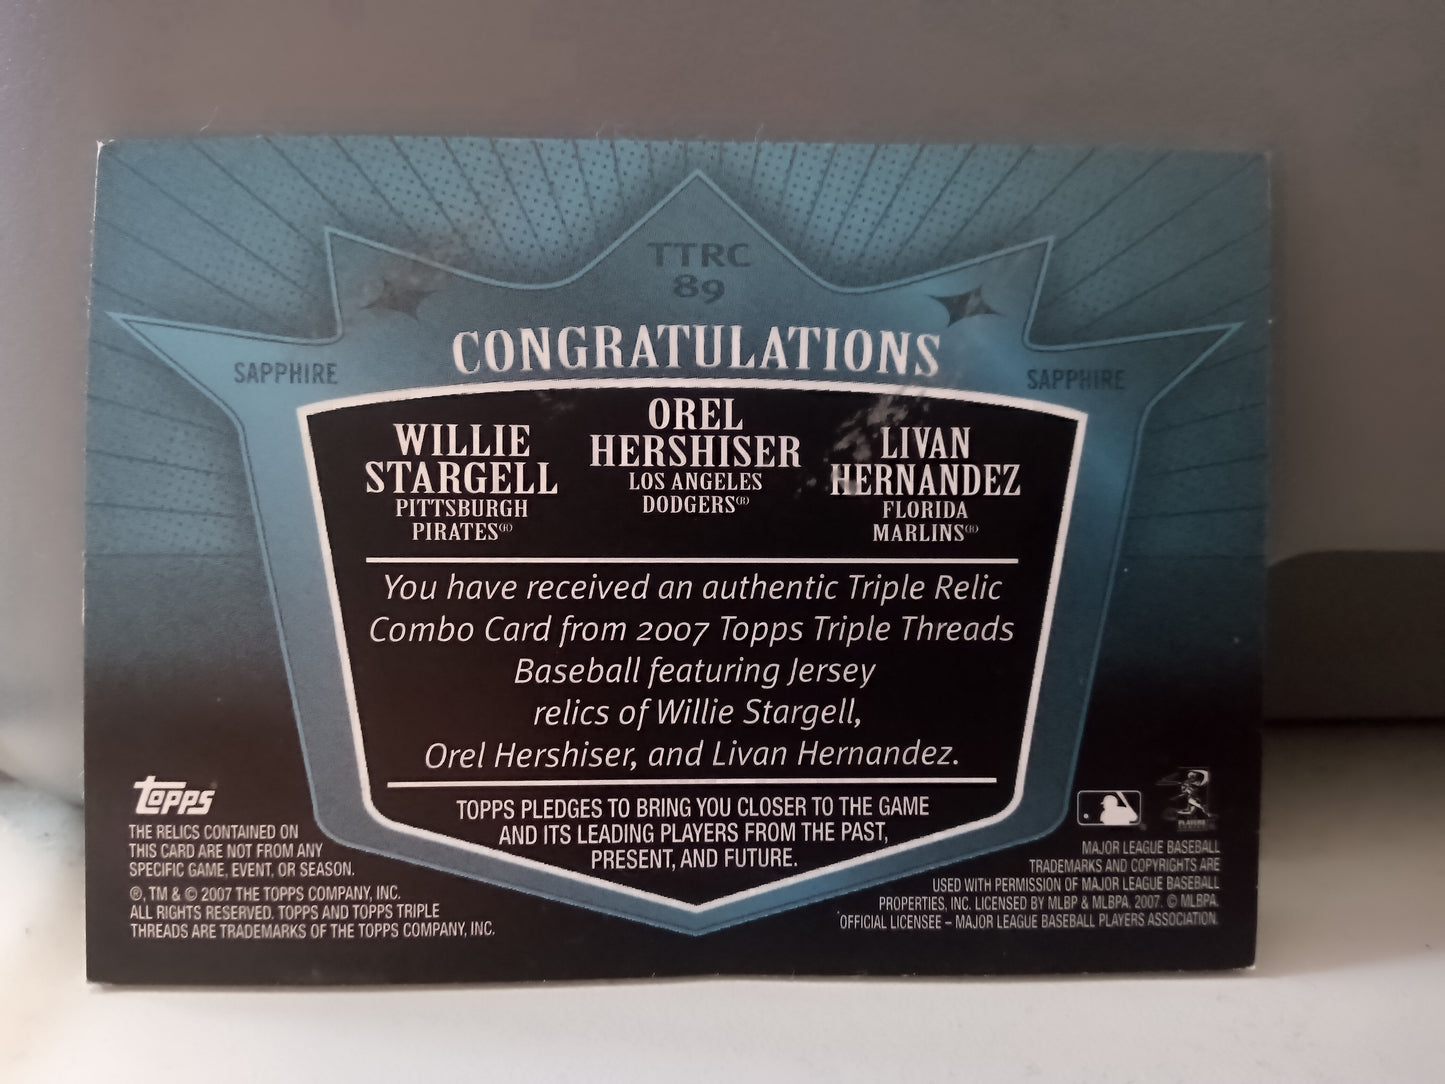 TTRC
89
CONGRATULATIONS
SAPPHIRE
SAPPHIRE
WILLIE
STARGELL
PITTSBURGH
PIRATES®
OREL
HERSHISER
LOS ANGELES
DODGERS®
LIVAN
HERNANDEZ
FLORIDA
MARLINS®
You have received an authentic Triple Relic
Combo Card from 2007 Topps Triple Threads
Baseball featuring Jersey
relics of Willie Stargell,
Orel Hershiser, and Livan Hernandez.
TOPPS PLEDGES TO BRING YOU CLOSER TO THE GAME
AND ITS LEADING PLAYERS FROM THE PAST,
PRESENT, AND FUTURE.
Topps
THE RELICS CONTAINED ON
THIS CARD ARE NOT FROM ANY
SPECIFIC GAME, EVENT, OR SEASON.
®, TM & © 2007 THE TOPPS COMPANY, INC.
ALL RIGHTS RESERVED. TOPPS AND TOPPS TRIPLE
THREADS ARE TRADEMARKS OF THE TOPPS COMPANY, INC.
PLAYERS
MAJOR LEAGUE BASEBALL
TRADEMARKS AND COPYRIGHTS ARE
USED WITH PERMISSION OF MAJOR LEAGUE BASEBALL
PROPERTIES, INC. LICENSED BY MLBP & MLBPA, 2007. © MLBPA
OFFICIAL LICENSEE – MAJOR LEAGUE BASEBALL PLAYERS ASSOCIATION.